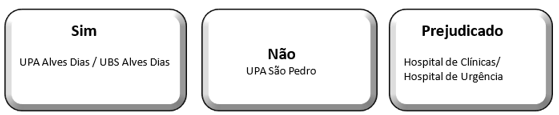 Sim
UPA Alves Dias / UBS Alves Dias
Não
UPA São Pedro
Prejudicado
Hospital de Clínicas/
Hospital de Urgência